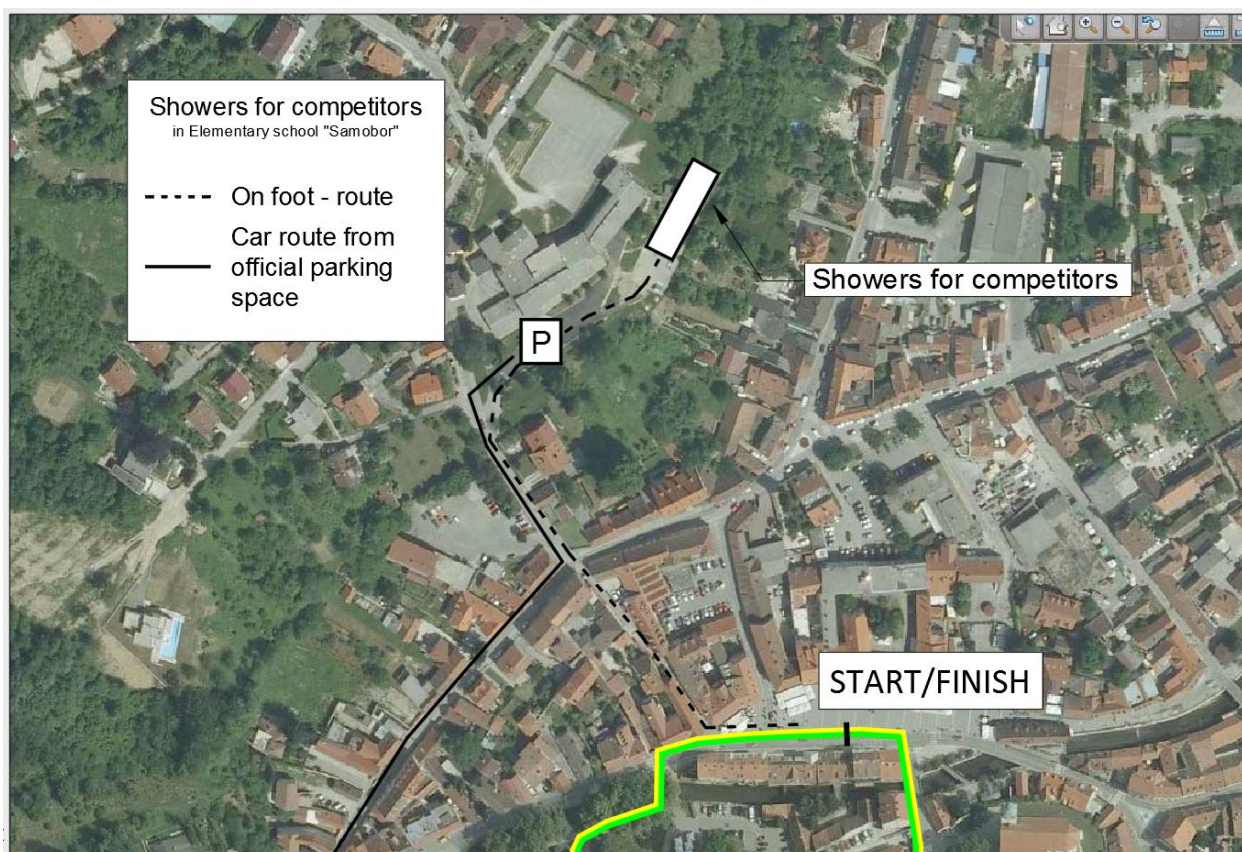 Showers for competitors
in Elementary school "Samobor"
On foot - route
Car route from
official parking
space
Showers for competitors
P
START/FINISH